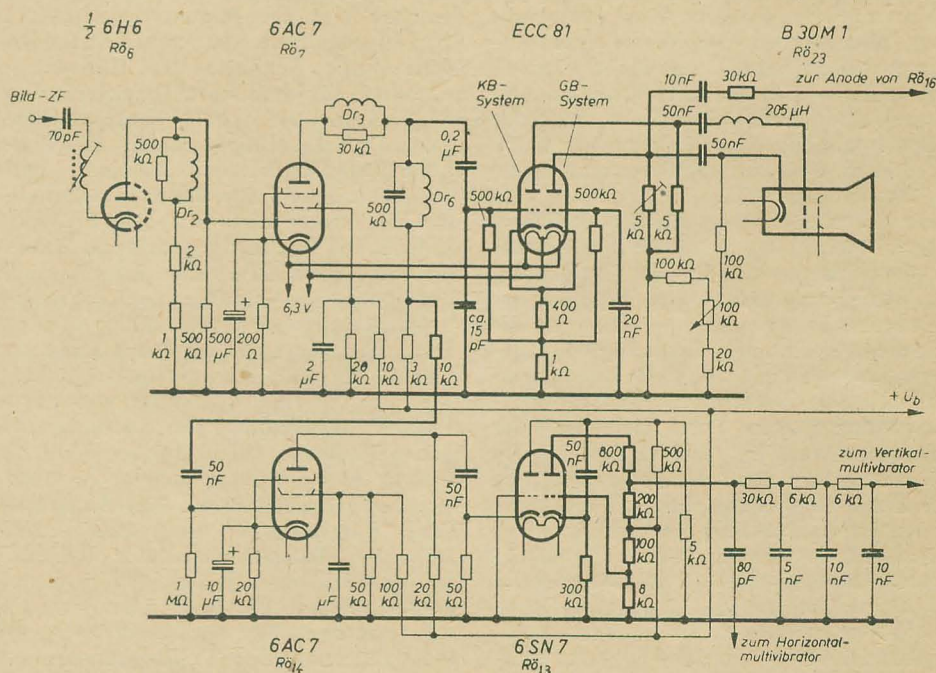 ½ 6H6
Rö6
6AC7
Rö7
ECC 81
B 30 M 1
Rö23
KB-
System
GB-
System
10 nF
30 kΩ
zur Anode von Rö16
Bild-ZF
70 pF
500
kΩ
Dr2
Dr3
30 kΩ
0,2
µF
50 nF
205 µH
50 nF
500
kΩ
Dr6
500 kΩ
500 kΩ
5
kΩ
5
kΩ
2
kΩ
100 kΩ
100
kΩ
100
kΩ
6,3 V
ca.
15
pF
400
Ω
20
nF
1
kΩ
500
kΩ
500
µF
200
Ω
2
µF
20
kΩ
10
kΩ
3
kΩ
10
kΩ
1
kΩ
20
kΩ
+ Ub
50
nF
50
nF
50
nF
800
kΩ
500
kΩ
zum Vertikal-
multivibrator
200
kΩ
30 kΩ
6 kΩ
6 kΩ
100
kΩ
5
kΩ
1
MΩ
10
µF
20
kΩ
1
µF
50
kΩ
100
kΩ
20
kΩ
50
kΩ
300
kΩ
8
kΩ
80
pF
5
nF
10
nF
10
nF
6AC7
Rö14
6SN7
Rö13
zum Horizontal-
multivibrator